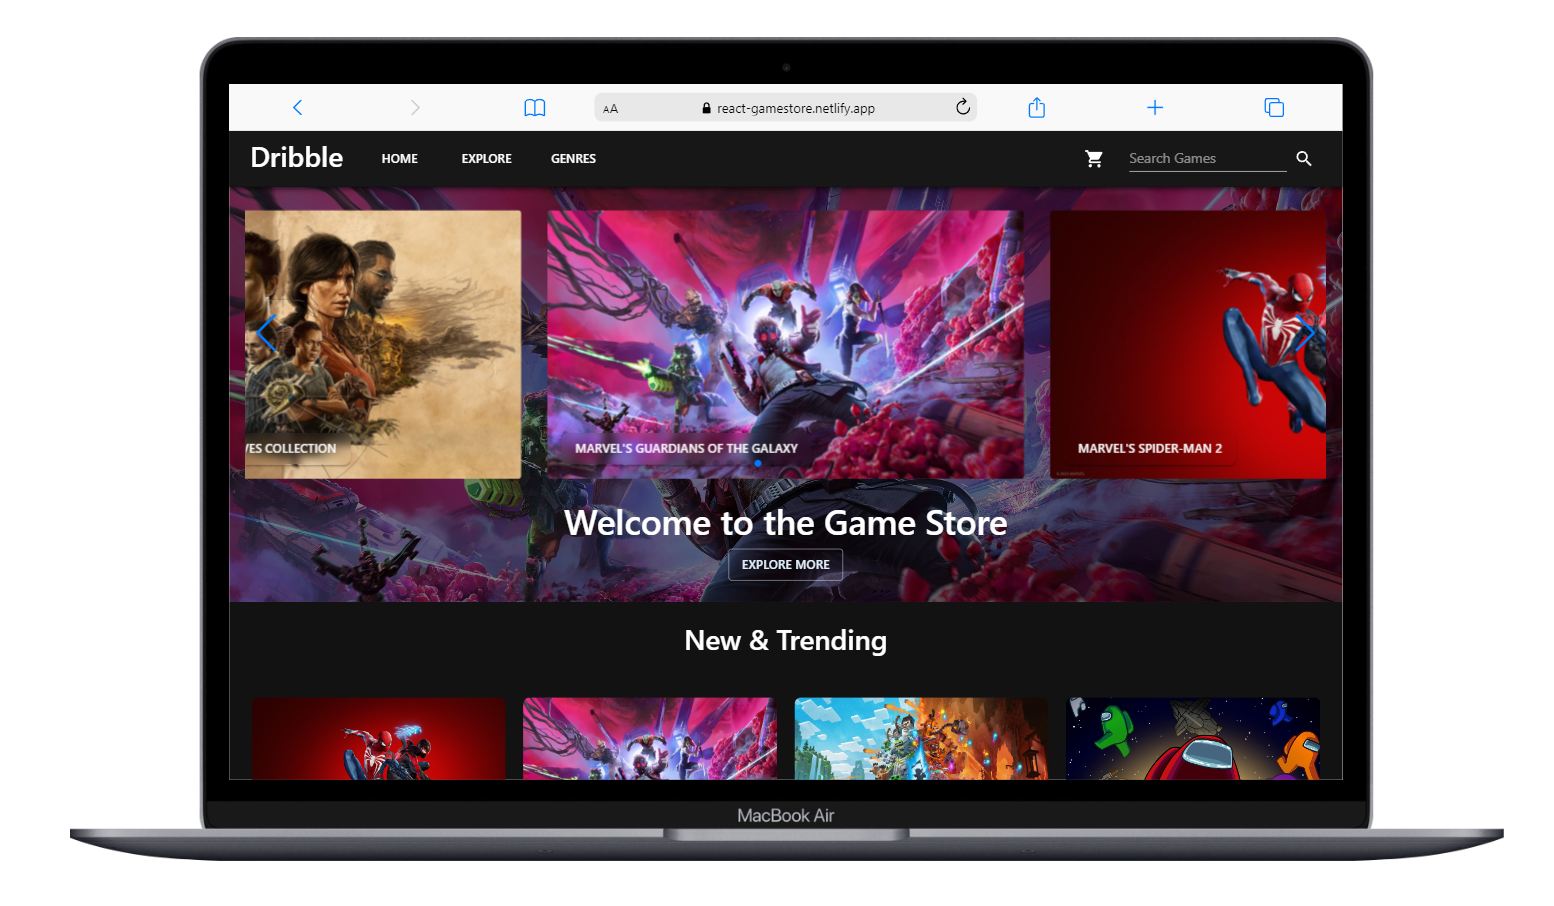 AA react-gamestore.netlify.app
Dribble HOME EXPLORE GENRES Search Games
VES COLLECTION
MARVEL'S GUARDIANS OF THE GALAXY
MARVEL'S SPIDER-MAN 2
Welcome to the Game Store
EXPLORE MORE
New & Trending
MacBook Air